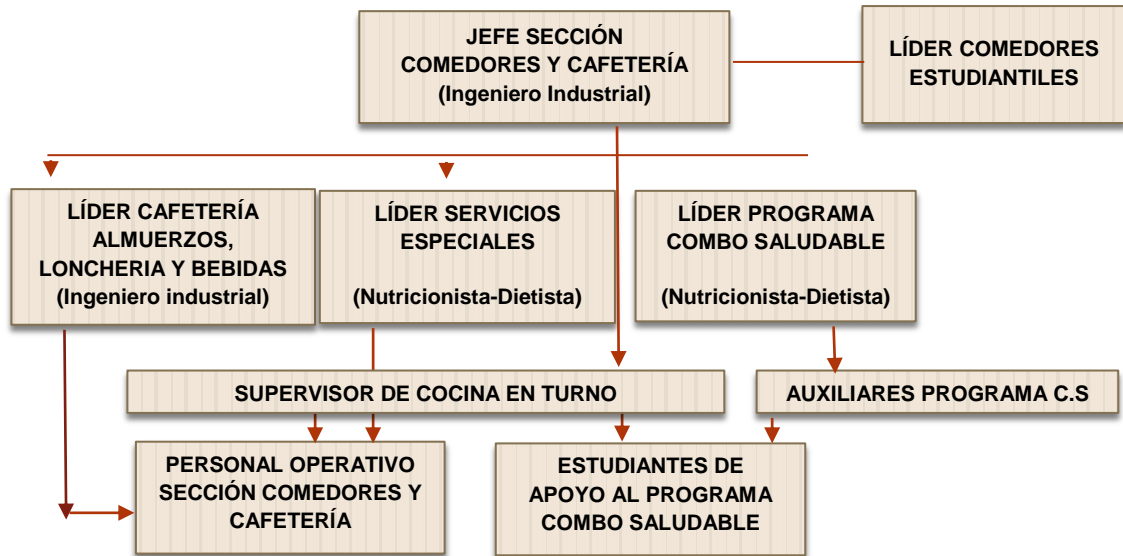 JEFE SECCIÓN
COMEDORES Y CAFETERÍA
(Ingeniero Industrial)
LÍDER COMEDORES
ESTUDIANTILES
LÍDER CAFETERÍA
ALMUERZOS,
LONCHERIA Y BEBIDAS
(Ingeniero industrial)
LÍDER SERVICIOS
ESPECIALES
(Nutricionista-Dietista)
LÍDER PROGRAMA
COMBO SALUDABLE
(Nutricionista-Dietista)
SUPERVISOR DE COCINA EN TURNO
AUXILIARES PROGRAMA C.S
PERSONAL OPERATIVO
SECCIÓN COMEDORES Y
CAFETERÍA
ESTUDIANTES DE
APOYO AL PROGRAMA
COMBO SALUDABLE